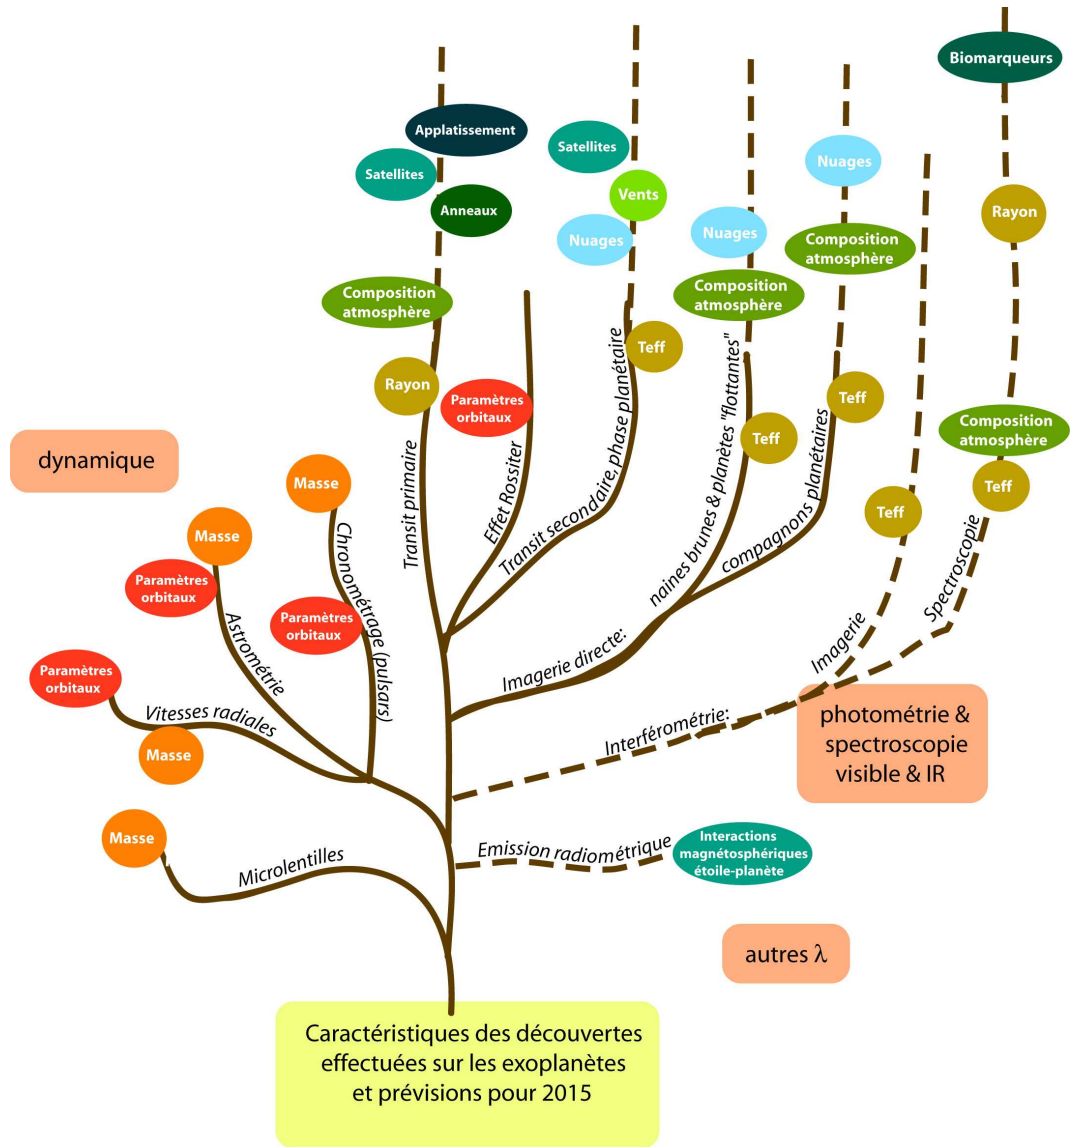 Biomarqueurs
Applatissement
Satellites
Satellites
Nuages
Vents
Anneaux
Rayon
Nuages
Nuages
Composition
atmosphère
Composition
atmosphère
Composition
atmosphère
Teff
Rayon
Paramètres
orbitaux
Teff
Teff
Composition
atmosphère
dynamique
Transit primaire
Effet Rossiter
Transit secondaire, phase planétaire
naines brunes & planètes "flottantes"
compagnons planétaires
Masse
Teff
Teff
Masse
Chronométrage (pulsars)
Paramètres
orbitaux
Astrométrie
Paramètres
orbitaux
Spectroscopie
Imagerie
Paramètres
orbitaux
Vitesses radiales
Imagerie directe:
Interférométrie:
photométrie &
spectroscopie
visible & IR
Masse
Masse
Microlentilles
Emission radiométrique
Interactions
magnétosphériques
étoile-planète
autres λ
Caractéristiques des découvertes
effectuées sur les exoplanètes
et prévisions pour 2015